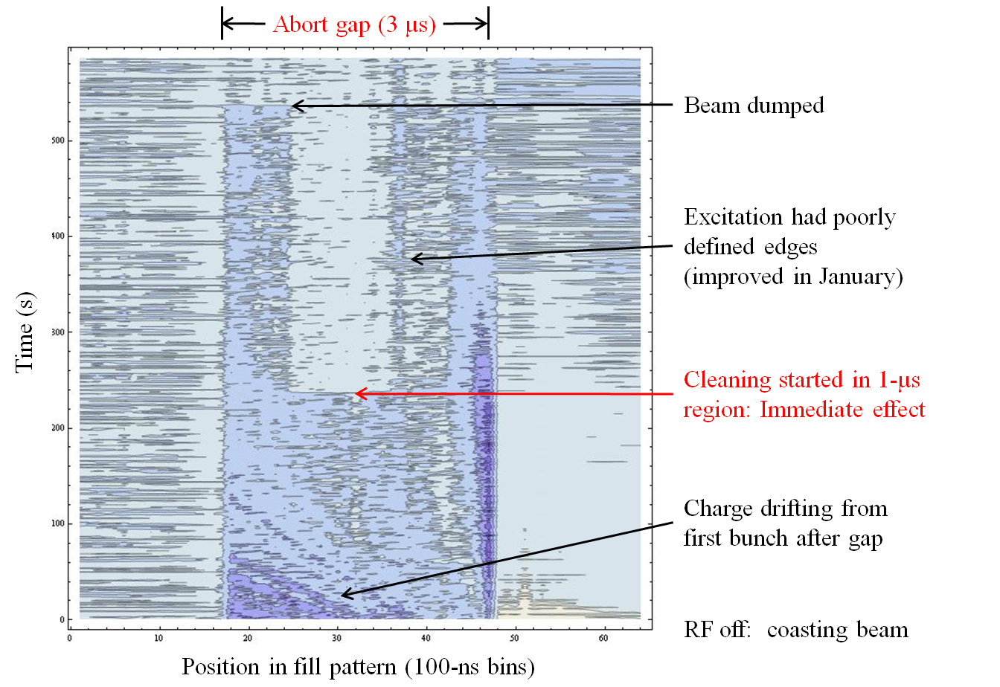 Abort gap (3 μs)
Beam dumped
Excitation had poorly
defined edges
(improved in January)
Cleaning started in 1-μs
region: Immediate effect
Charge drifting from
first bunch after gap
RF off: coasting beam
Time (s)
500
400
300
200
100
0
0 10 20 30 40 50 60
Position in fill pattern (100-ns bins)